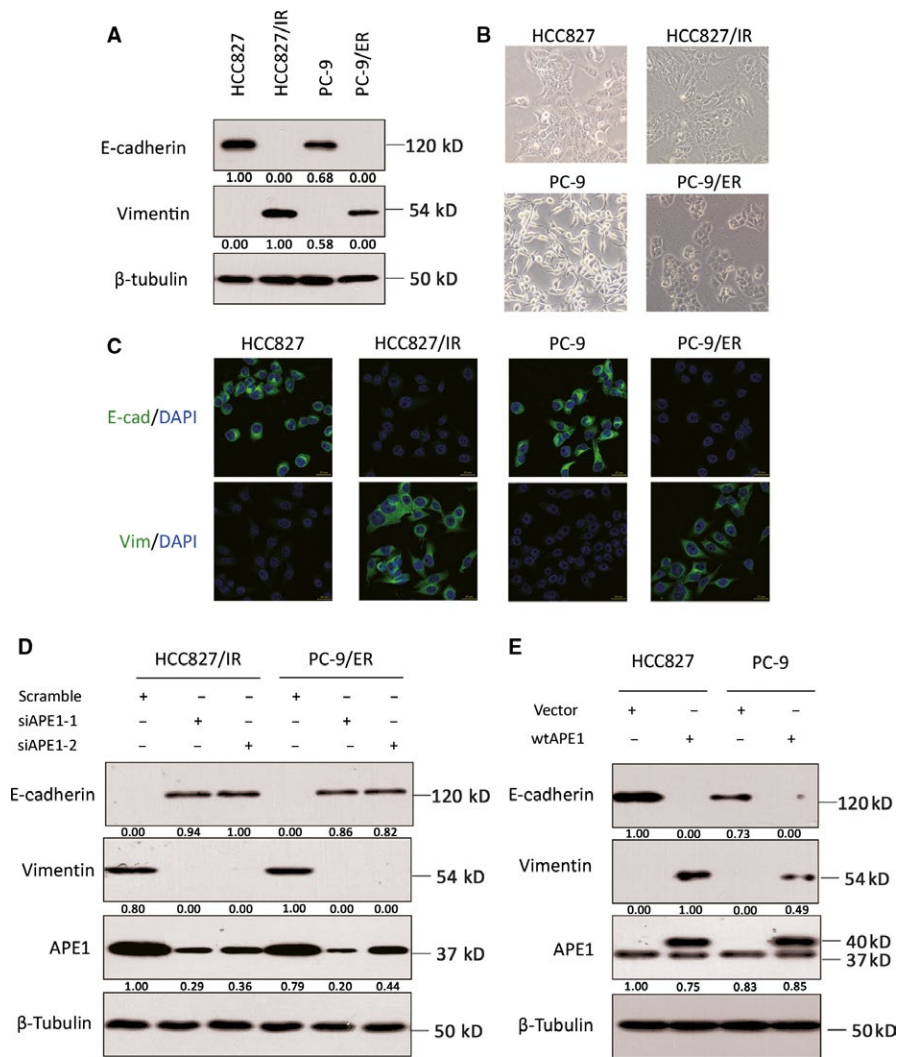 A
HCC827
HCC827/IR
PC-9
PC-9/ER
E-cadherin
120 kD
1.00 0.00 0.68 0.00
Vimentin
54 kD
0.00 1.00 0.58 0.00
β-tubulin
50 kD
B
HCC827 HCC827/IR
PC-9 PC-9/ER
C
HCC827 HCC827/IR PC-9 PC-9/ER
E-cad/DAPI
Vim/DAPI
D
HCC827/IR PC-9/ER
Scramble + – – + – –
siAPE1-1 – + – – + –
siAPE1-2 – – + – – +
E-cadherin
120 kD
0.00 0.94 1.00 0.00 0.86 0.82
Vimentin
54 kD
0.80 0.00 0.00 1.00 0.00 0.00
APE1
37 kD
1.00 0.29 0.36 0.79 0.20 0.44
β-Tubulin
50 kD
E
HCC827 PC-9
Vector + – + –
wtAPE1 – + – +
E-cadherin
120 kD
1.00 0.00 0.73 0.00
Vimentin
54 kD
0.00 1.00 0.00 0.49
APE1
40 kD
37 kD
1.00 0.75 0.83 0.85
β-Tubulin
50 kD